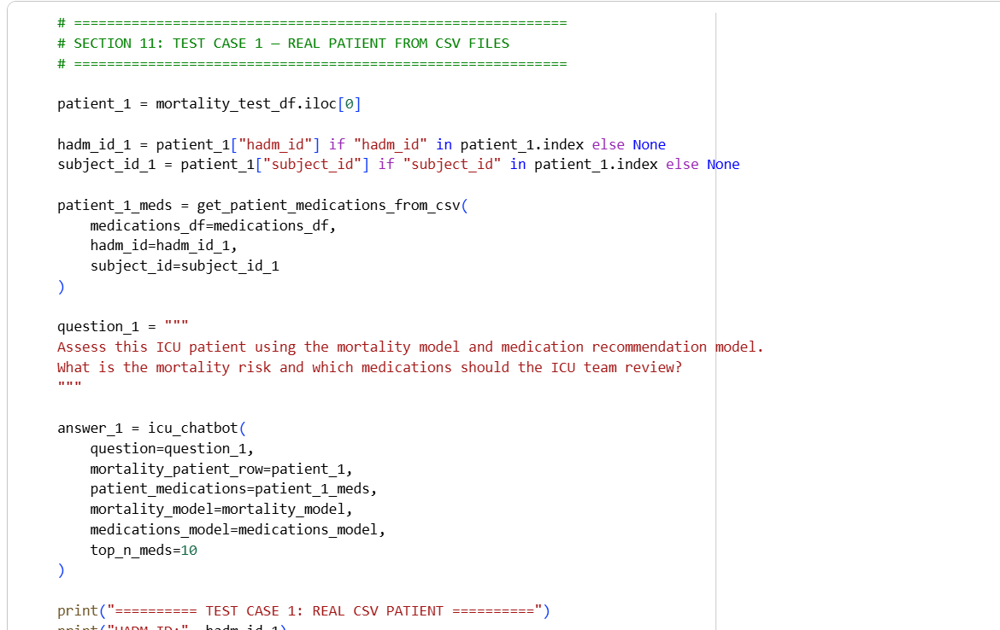 # ============================================================
# SECTION 11: TEST CASE 1 — REAL PATIENT FROM CSV FILES
# ============================================================
patient_1 = mortality_test_df.iloc[0]
hadm_id_1 = patient_1["hadm_id"] if "hadm_id" in patient_1.index else None
subject_id_1 = patient_1["subject_id"] if "subject_id" in patient_1.index else None
patient_1_meds = get_patient_medications_from_csv(
    medications_df=medications_df,
    hadm_id=hadm_id_1,
    subject_id=subject_id_1
)
question_1 = """
Assess this ICU patient using the mortality model and medication recommendation model.
What is the mortality risk and which medications should the ICU team review?
"""
answer_1 = icu_chatbot(
    question=question_1,
    mortality_patient_row=patient_1,
    patient_medications=patient_1_meds,
    mortality_model=mortality_model,
    medications_model=medications_model,
    top_n_meds=10
)
print("========== TEST CASE 1: REAL CSV PATIENT ==========")
print("HADM ID:", hadm_id_1)